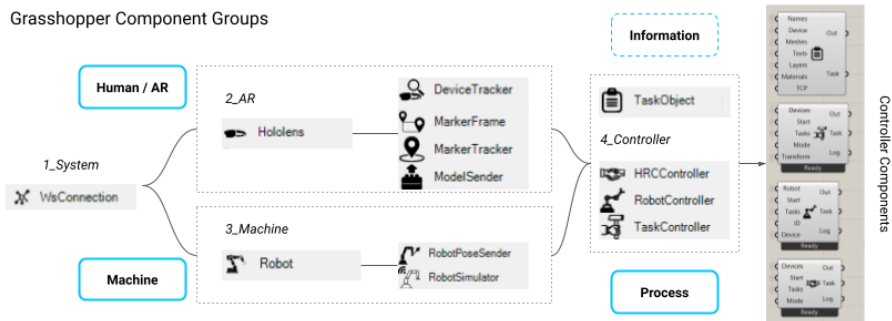 Grasshopper Component Groups
Human / AR
1_System
WsConnection
Machine
2_AR
Hololens
DeviceTracker
MarkerFrame
MarkerTracker
ModelSender
3_Machine
Robot
RobotPoseSender
RobotSimulator
Information
TaskObject
4_Controller
HRCController
RobotController
TaskController
Process
Names
Device
Meshes
Texts
Layers
Materials
TCP
Out
Task
Devices
Start
Tasks
Mode
Transform
Out
Task
Log
Ready
Robot
Start
Tasks
ID
Device
Out
Task
Log
Ready
Devices
Start
Tasks
Mode
Out
Task
Log
Ready
Controller Components